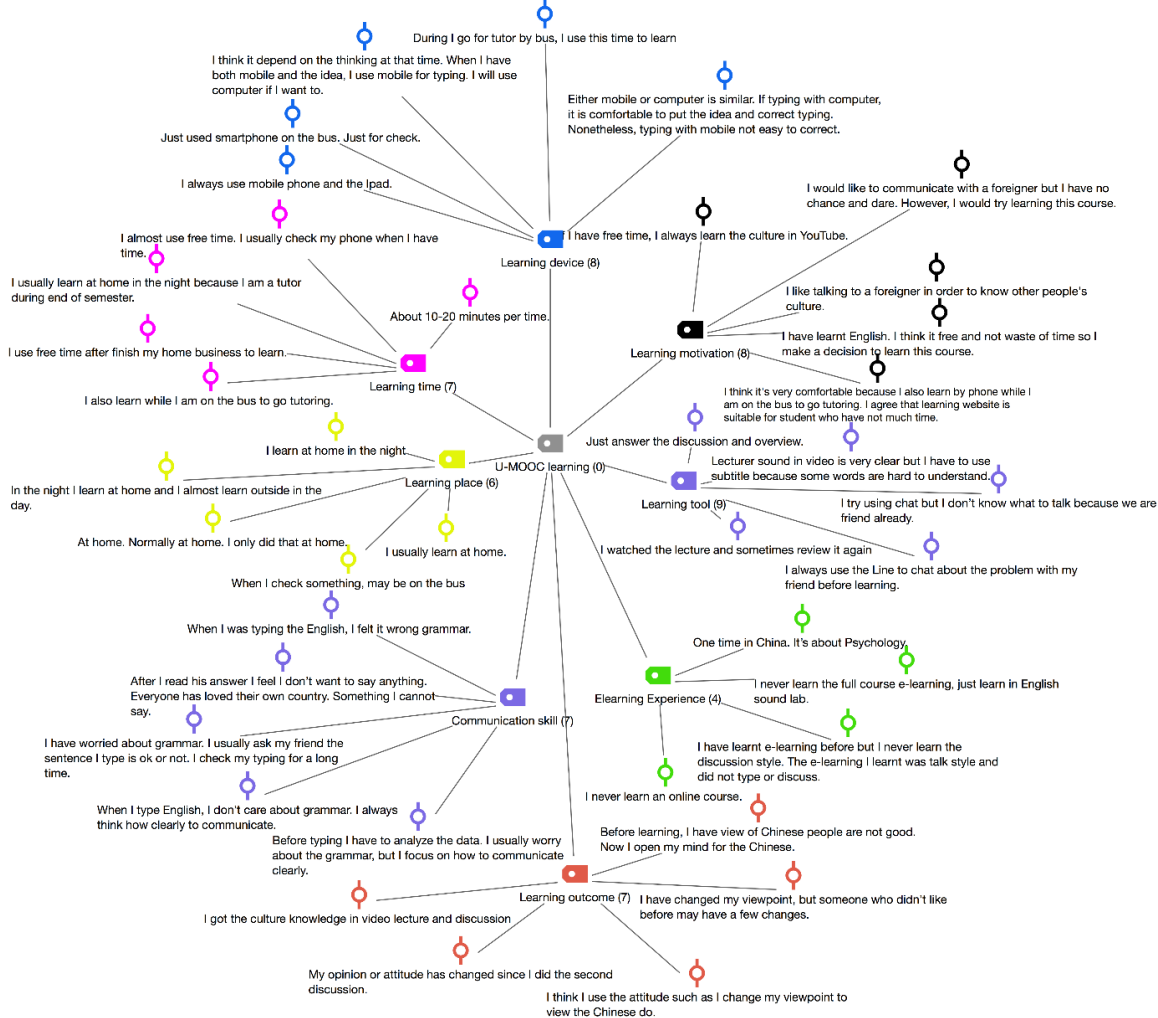 During I go for tutor by bus, I use this time to learn
I think it depend on the thinking at that time. When I have
both mobile and the idea, I use mobile for typing. I will use
computer if I want to.
Either mobile or computer is similar. If typing with computer,
it is comfortable to put the idea and correct typing.
Nonetheless, typing with mobile not easy to correct.
Just used smartphone on the bus. Just for check.
I always use mobile phone and the Ipad.
Learning device (8)
I would like to communicate with a foreigner but I have no
chance and dare. However, I would try learning this course.
I have free time, I always learn the culture in YouTube.
I like talking to a foreigner in order to know other people's
culture.
I have learnt English. I think it free and not waste of time so I
make a decision to learn this course.
Learning motivation (8)
I think it's very comfortable because I also learn by phone while I
am on the bus to go tutoring. I agree that learning website is
suitable for student who have not much time.
I almost use free time. I usually check my phone when I have
time.
I usually learn at home in the night because I am a tutor
during end of semester.
About 10-20 minutes per time.
I use free time after finish my home business to learn.
Learning time (7)
I also learn while I am on the bus to go tutoring.
I learn at home in the night
U-MOOC learning (0)
Learning place (6)
In the night I learn at home and I almost learn outside in the
day.
At home. Normally at home. I only did that at home.
I usually learn at home.
When I check something, may be on the bus
Just answer the discussion and overview.
Lecturer sound in video is very clear but I have to use
subtitle because some words are hard to understand.
Learning tool (9)
I try using chat but I don't know what to talk because we are
friend already.
I watched the lecture and sometimes review it again
I always use the Line to chat about the problem with my
friend before learning.
When I was typing the English, I felt it wrong grammar.
After I read his answer I feel I don't want to say anything.
Everyone has loved their own country. Something I cannot
say.
Communication skill (7)
I have worried about grammar. I usually ask my friend the
sentence I type is ok or not. I check my typing for a long
time.
When I type English, I don't care about grammar. I always
think how clearly to communicate.
Before typing I have to analyze the data. I usually worry
about the grammar, but I focus on how to communicate
clearly.
One time in China. It's about Psychology.
I never learn the full course e-learning, just learn in English
sound lab.
Elearning Experience (4)
I have learnt e-learning before but I never learn the
discussion style. The e-learning I learnt was talk style and
did not type or discuss.
I never learn an online course.
Before learning, I have view of Chinese people are not good.
Now I open my mind for the Chinese.
Learning outcome (7)
I have changed my viewpoint, but someone who didn't like
before may have a few changes.
I got the culture knowledge in video lecture and discussion
My opinion or attitude has changed since I did the second
discussion.
I think I use the attitude such as I change my viewpoint to
view the Chinese do.